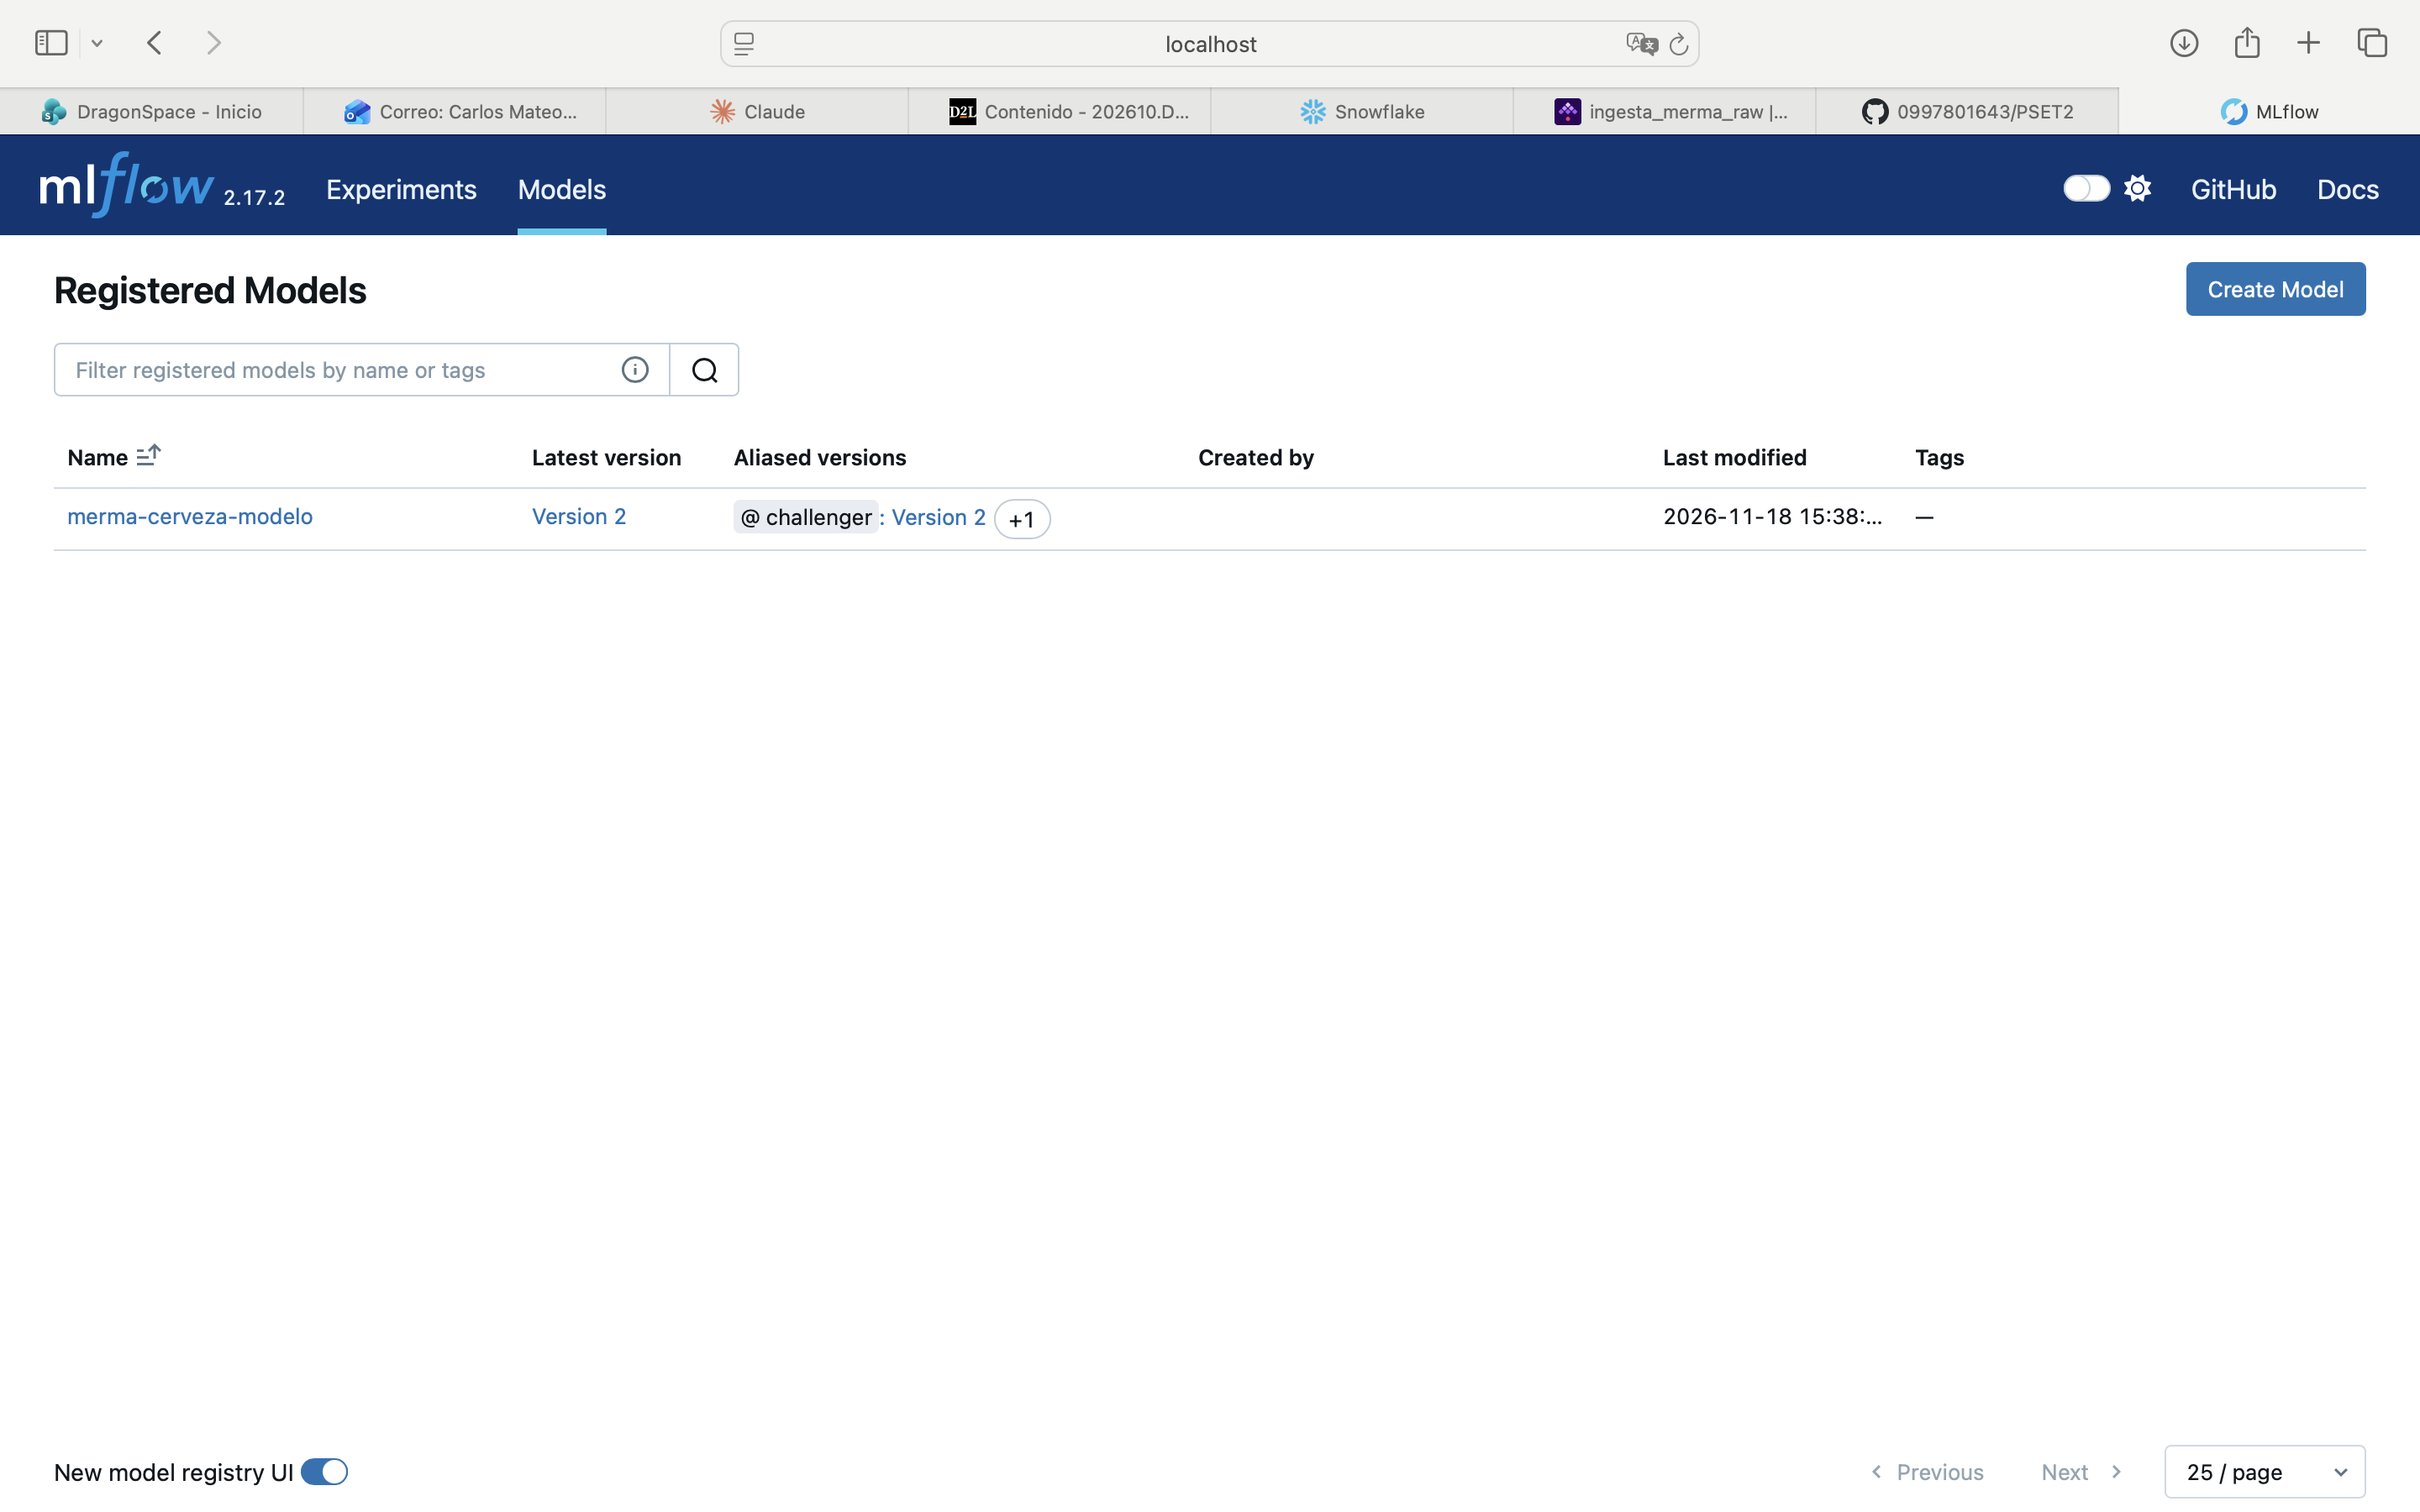 localhost
DragonSpace - Inicio
Correo: Carlos Mateo...
Claude
D2L Contenido - 202610.D...
Snowflake
ingesta_merma_raw |...
0997801643/PSET2
MLflow
mlflow 2.17.2 Experiments Models GitHub Docs
Registered Models
Create Model
Filter registered models by name or tags
Name Latest version Aliased versions Created by Last modified Tags
merma-cerveza-modelo Version 2 @ challenger : Version 2 +1 2026-11-18 15:38:... —
New model registry UI
Previous Next 25 / page